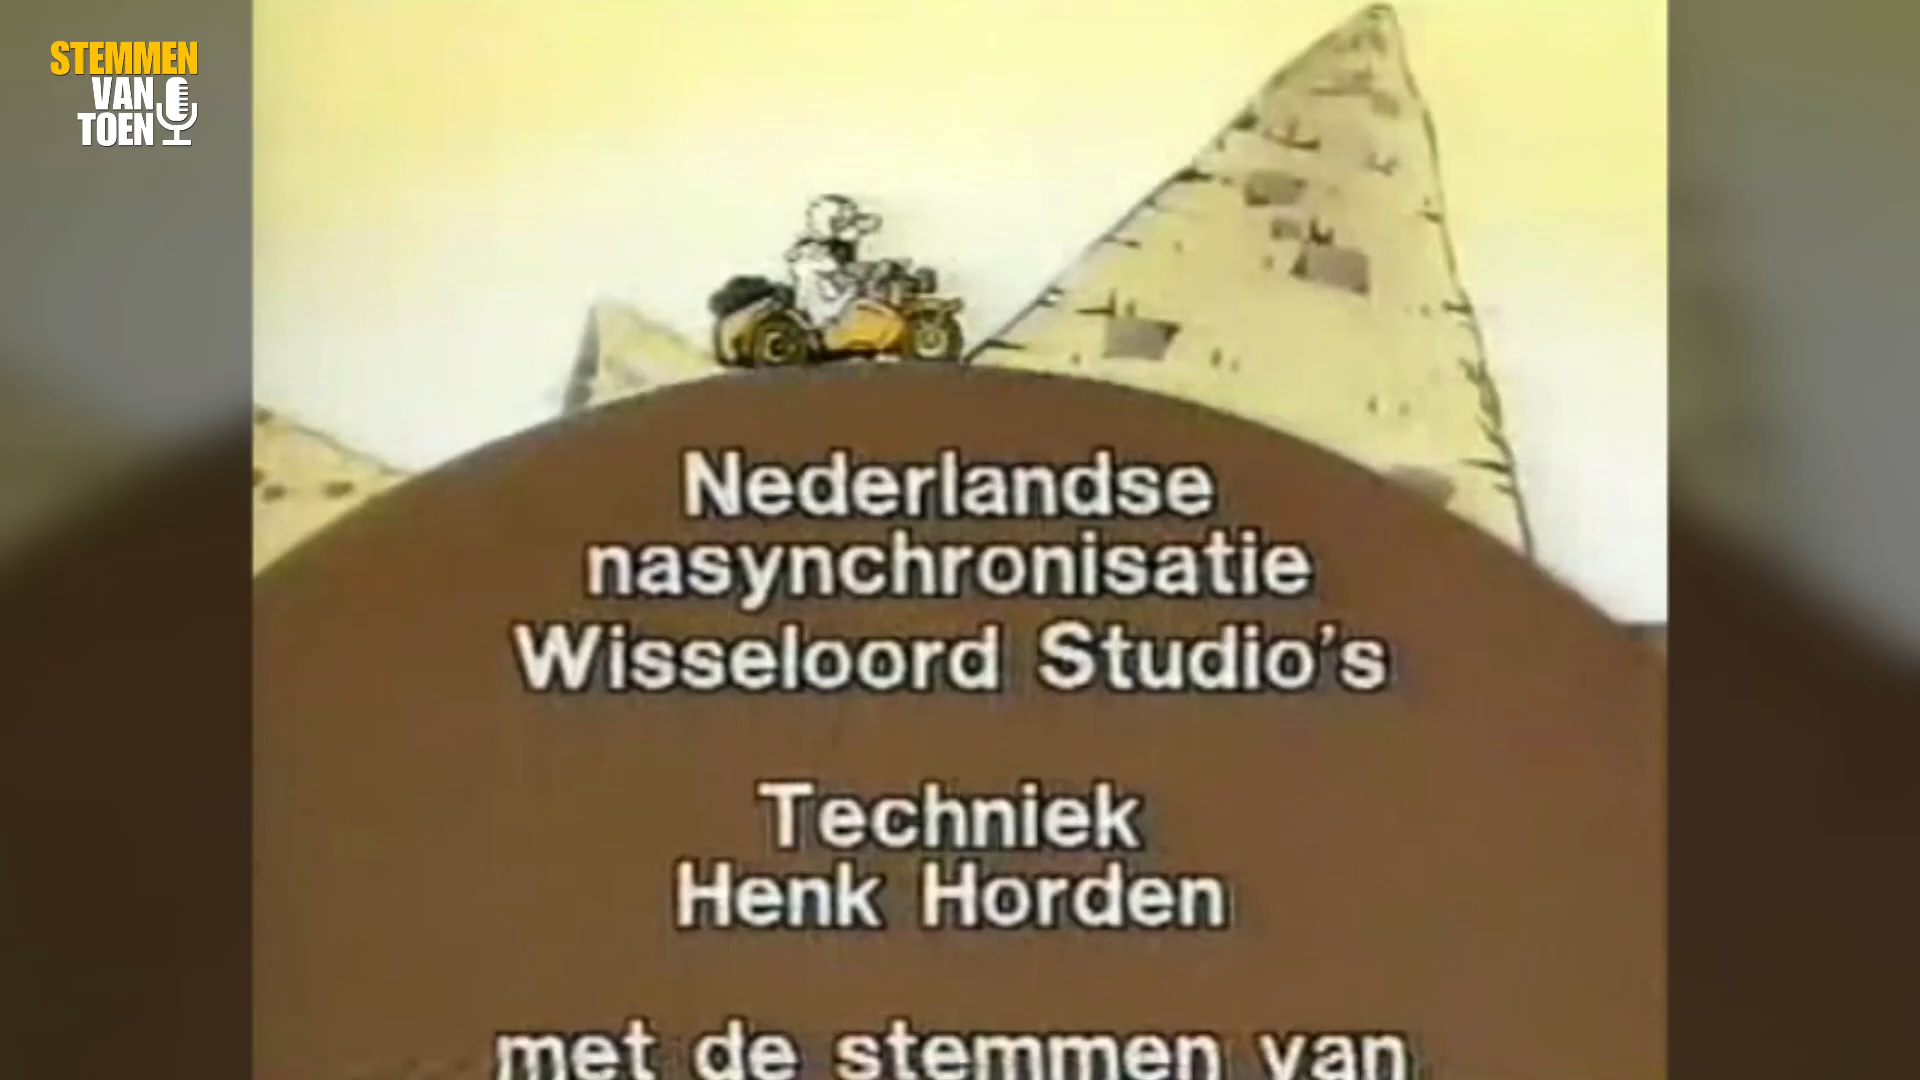 STEMMEN
VAN
TOEN
Nederlandse
nasynchronisatie
Wisseloord Studio's
Techniek
Henk Horden
met de stemmen van